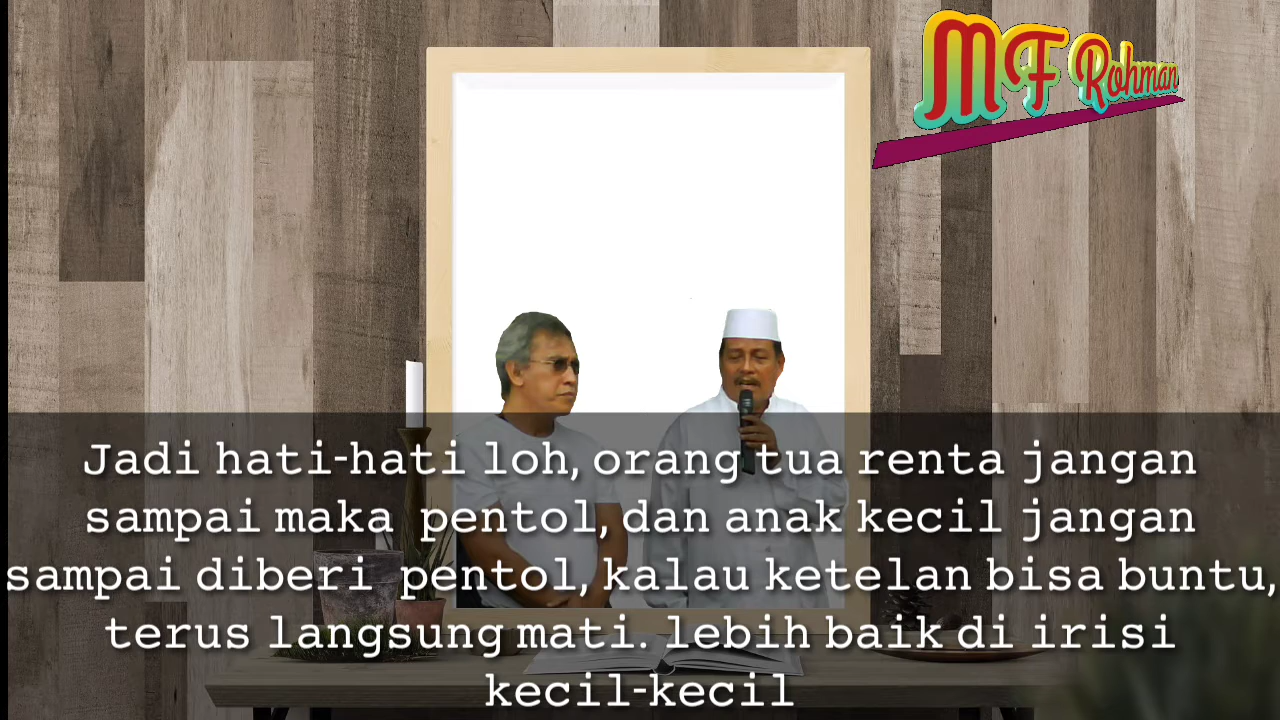 MF Rohman
Jadi hati-hati loh, orang tua renta jangan
sampai maka pentol, dan anak kecil jangan
sampai diberi pentol, kalau ketelan bisa buntu,
terus langsung mati. lebih baik di irisi
kecil-kecil